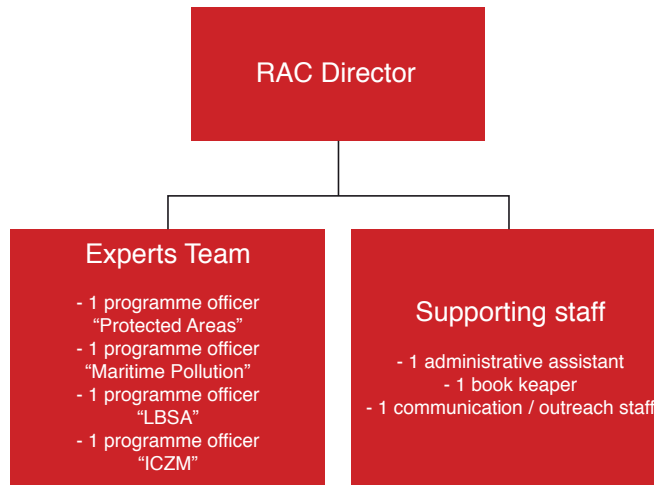 RAC Director
Experts Team
- 1 programme officer
“Protected Areas”
- 1 programme officer
“Maritime Pollution”
- 1 programme officer
“LBSA”
- 1 programme officer
“ICZM”
Supporting staff
- 1 administrative assistant
- 1 book keaper
- 1 communication / outreach staff